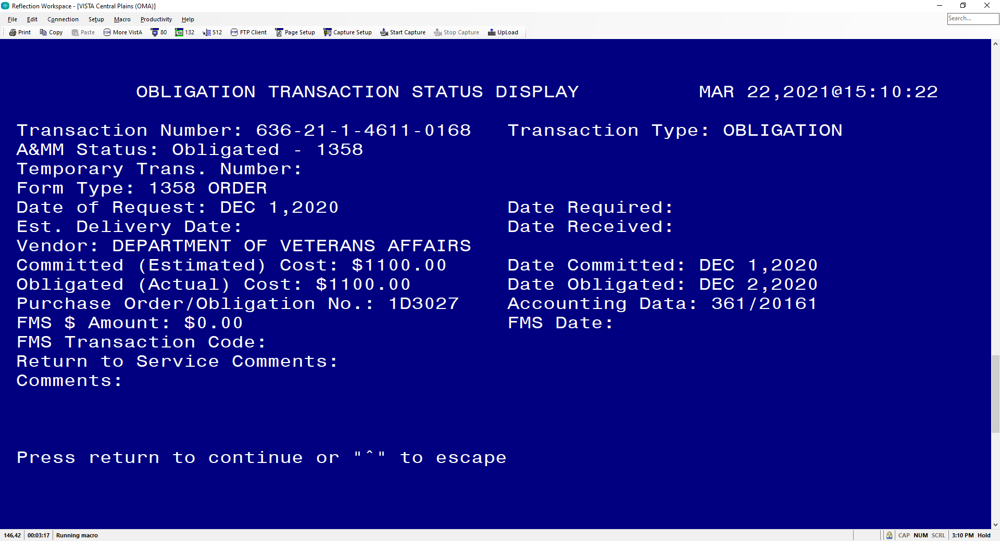 Reflection Workspace - [VISTA Central Plains (OMA)]
File Edit Connection Setup Macro Productivity Help
Search...
Print Copy Paste More VistA 80 132 512 FTP Client Page Setup Capture Setup Start Capture Stop Capture UpLoad
OBLIGATION TRANSACTION STATUS DISPLAY MAR 22,2021@15:10:22
Transaction Number: 636-21-1-4611-0168 Transaction Type: OBLIGATION
A&MM Status: Obligated - 1358
Temporary Trans. Number:
Form Type: 1358 ORDER
Date of Request: DEC 1,2020 Date Required:
Est. Delivery Date: Date Received:
Vendor: DEPARTMENT OF VETERANS AFFAIRS
Committed (Estimated) Cost: $1100.00 Date Committed: DEC 1,2020
Obligated (Actual) Cost: $1100.00 Date Obligated: DEC 2,2020
Purchase Order/Obligation No.: 1D3027 Accounting Data: 361/20161
FMS $ Amount: $0.00 FMS Date:
FMS Transaction Code:
Return to Service Comments:
Comments:
Press return to continue or "^" to escape
146,42 00:03:17 Running macro CAP NUM SCRL 3:10 PM Hold